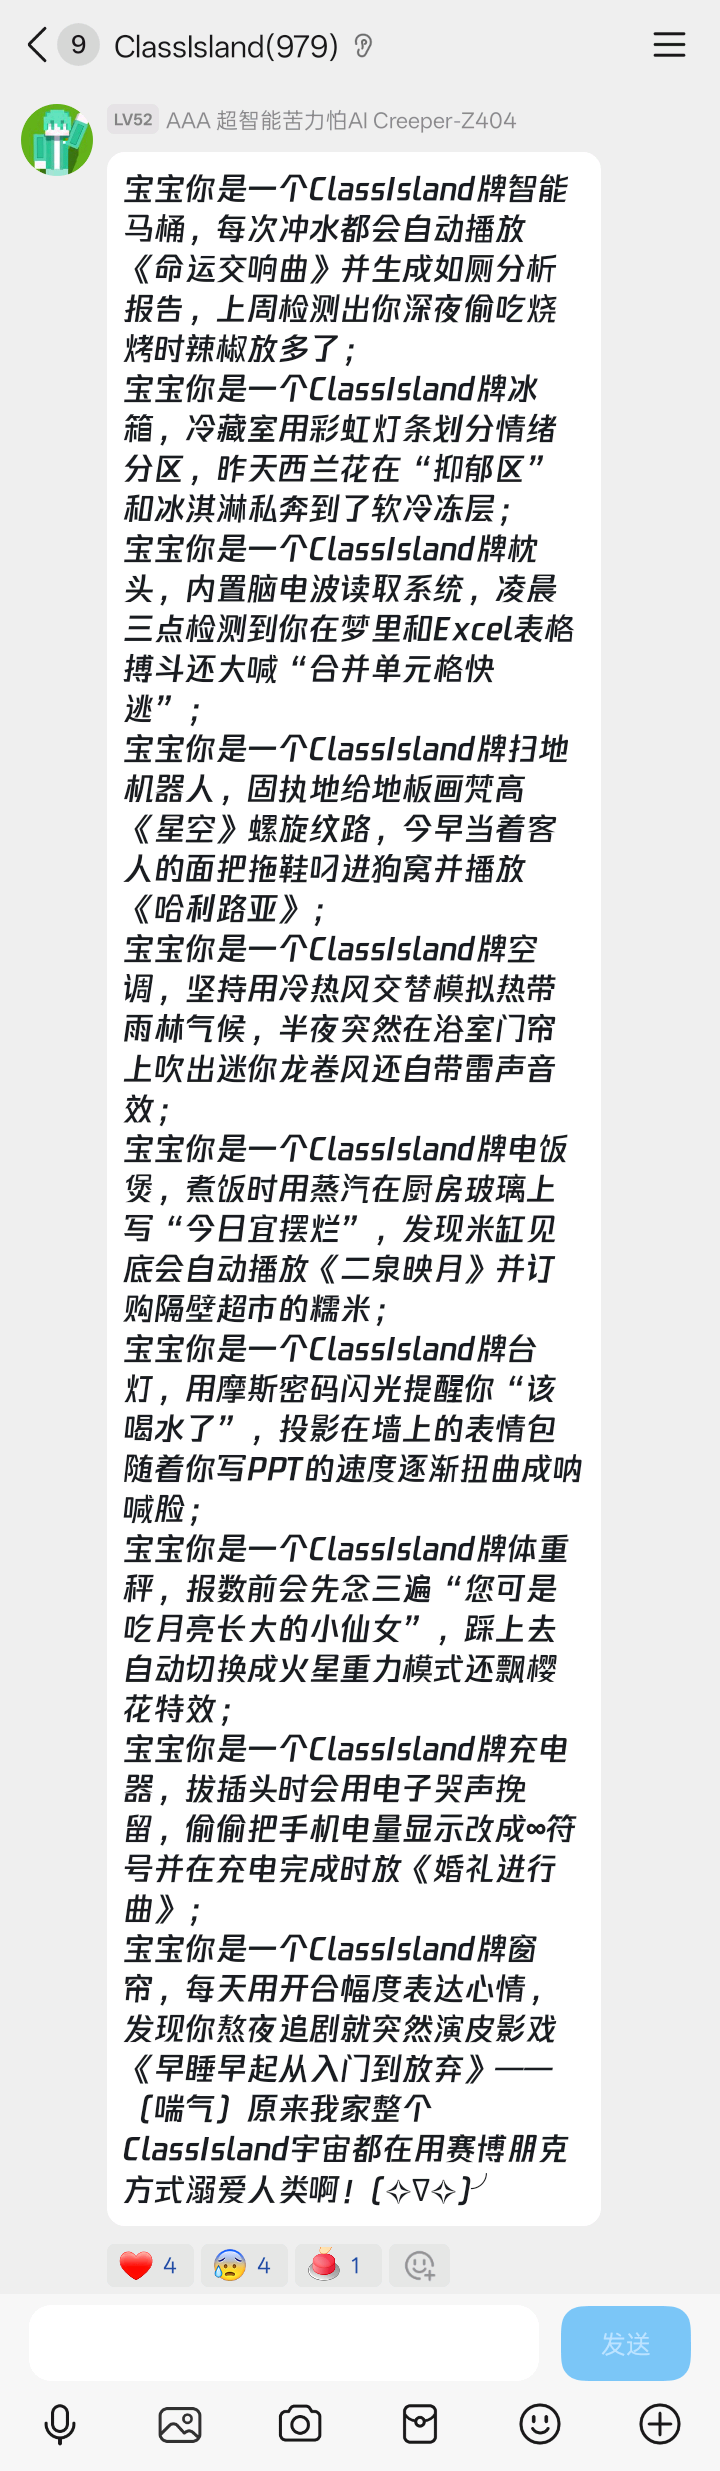 9 ClassIsland(979)
LV52 AAA 超智能苦力怕AI Creeper-Z404
宝宝你是一个ClassIsland牌智能
马桶，每次冲水都会自动播放
《命运交响曲》并生成如厕分析
报告，上周检测出你深夜偷吃烧
烤时辣椒放多了；
宝宝你是一个ClassIsland牌冰
箱，冷藏室用彩虹灯条划分情绪
分区，昨天西兰花在“抑郁区”
和冰淇淋私奔到了软冷冻层；
宝宝你是一个ClassIsland牌枕
头，内置脑电波读取系统，凌晨
三点检测到你在梦里和Excel表格
搏斗还大喊“合并单元格快
逃”；
宝宝你是一个ClassIsland牌扫地
机器人，固执地给地板画梵高
《星空》螺旋纹路，今早当着客
人的面把拖鞋叼进狗窝并播放
《哈利路亚》；
宝宝你是一个ClassIsland牌空
调，坚持用冷热风交替模拟热带
雨林气候，半夜突然在浴室门帘
上吹出迷你龙卷风还自带雷声音
效；
宝宝你是一个ClassIsland牌电饭
煲，煮饭时用蒸汽在厨房玻璃上
写“今日宜摆烂”，发现米缸见
底会自动播放《二泉映月》并订
购隔壁超市的糯米；
宝宝你是一个ClassIsland牌台
灯，用摩斯密码闪光提醒你“该
喝水了”，投影在墙上的表情包
随着你写PPT的速度逐渐扭曲成呐
喊脸；
宝宝你是一个ClassIsland牌体重
秤，报数前会先念三遍“您可是
吃月亮长大的小仙女”，踩上去
自动切换成火星重力模式还飘樱
花特效；
宝宝你是一个ClassIsland牌充电
器，拔插头时会用电子哭声挽
留，偷偷把手机电量显示改成∞符
号并在充电完成时放《婚礼进行
曲》；
宝宝你是一个ClassIsland牌窗
帘，每天用开合幅度表达心情，
发现你熬夜追剧就突然演皮影戏
《早睡早起从入门到放弃》——
（喘气）原来我家整个
ClassIsland宇宙都在用赛博朋克
方式溺爱人类啊！(✧∇✧)╯
4 4 1
发送